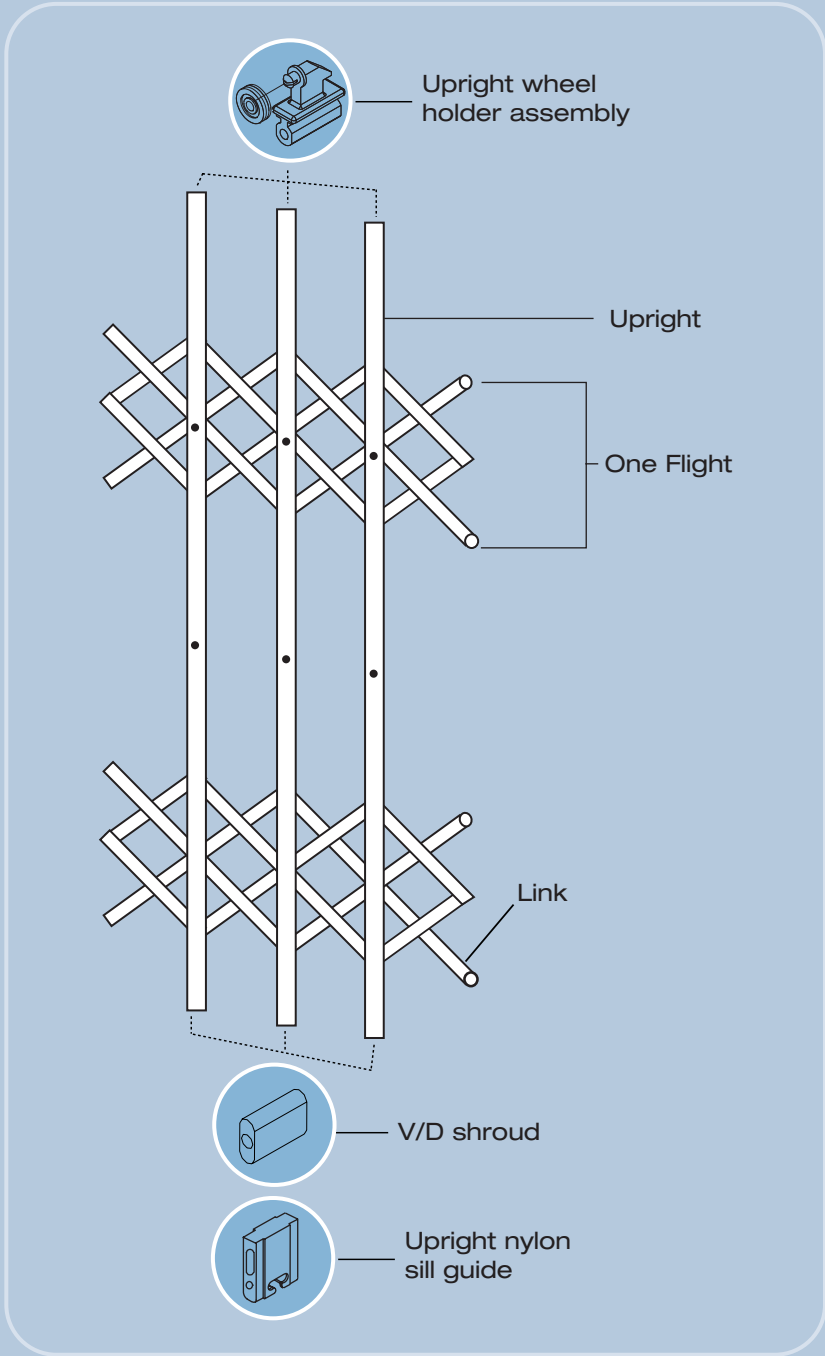 Upright wheel
holder assembly
Upright
One Flight
Link
V/D shroud
Upright nylon
sill guide